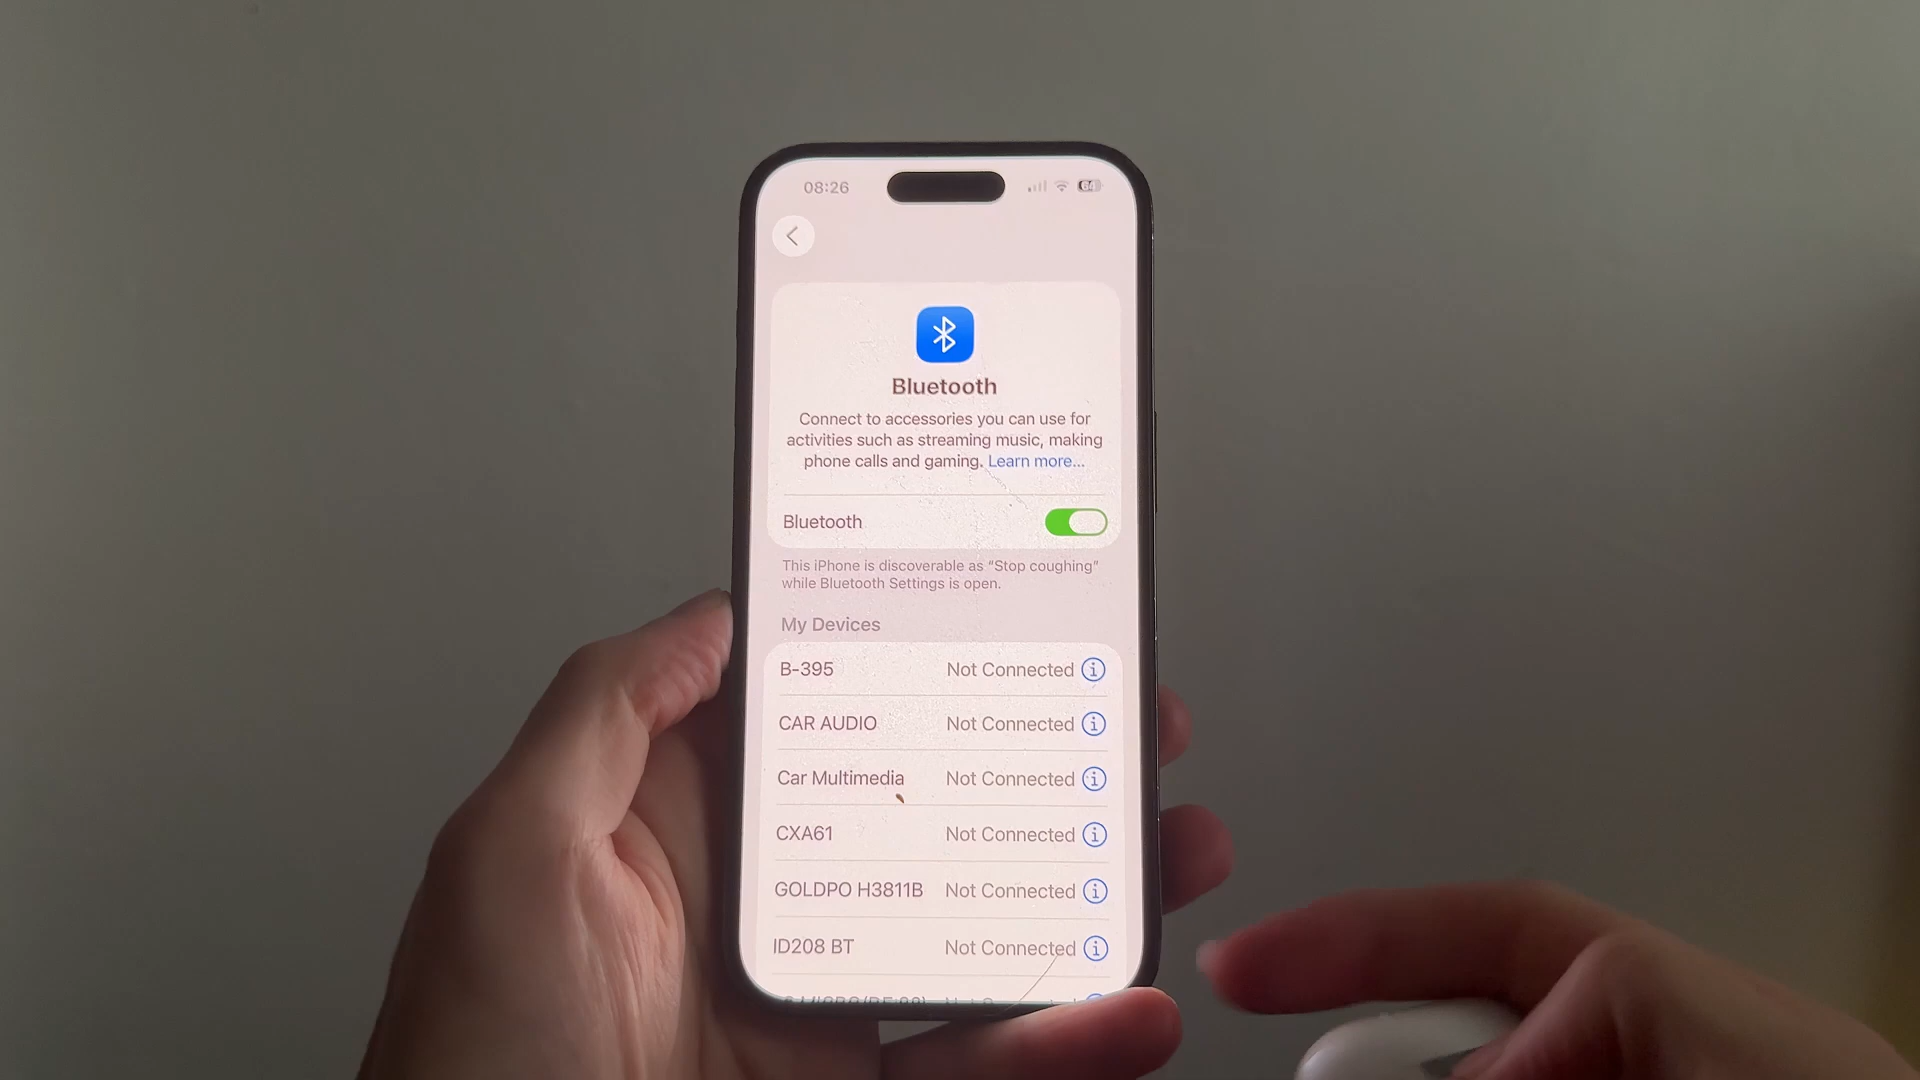 08:26
64
Bluetooth
Connect to accessories you can use for
activities such as streaming music, making
phone calls and gaming. Learn more...
Bluetooth
This iPhone is discoverable as “Stop coughing”
while Bluetooth Settings is open.
My Devices
B-395 Not Connected
CAR AUDIO Not Connected
Car Multimedia Not Connected
CXA61 Not Connected
GOLDPO H3811B Not Connected
ID208 BT Not Connected